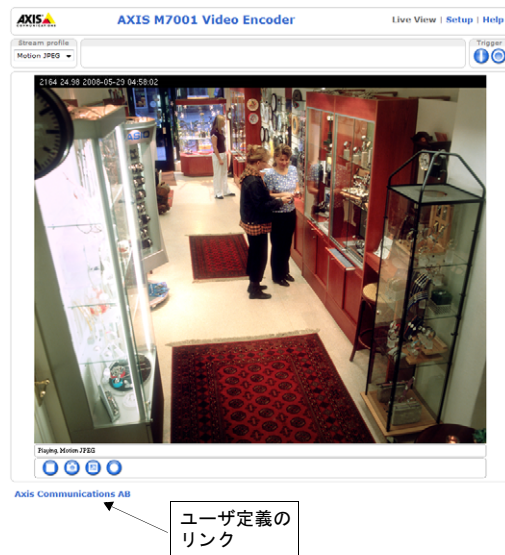 AXIS
COMMUNICATIONS
AXIS M7001 Video Encoder
Live View | Setup | Help
Stream profile
Motion JPEG
Trigger
2164 24.98 2008-05-29 04:58:02
CASIO
Playing, Motion JPEG
Axis Communications AB
ユーザ定義の
リンク